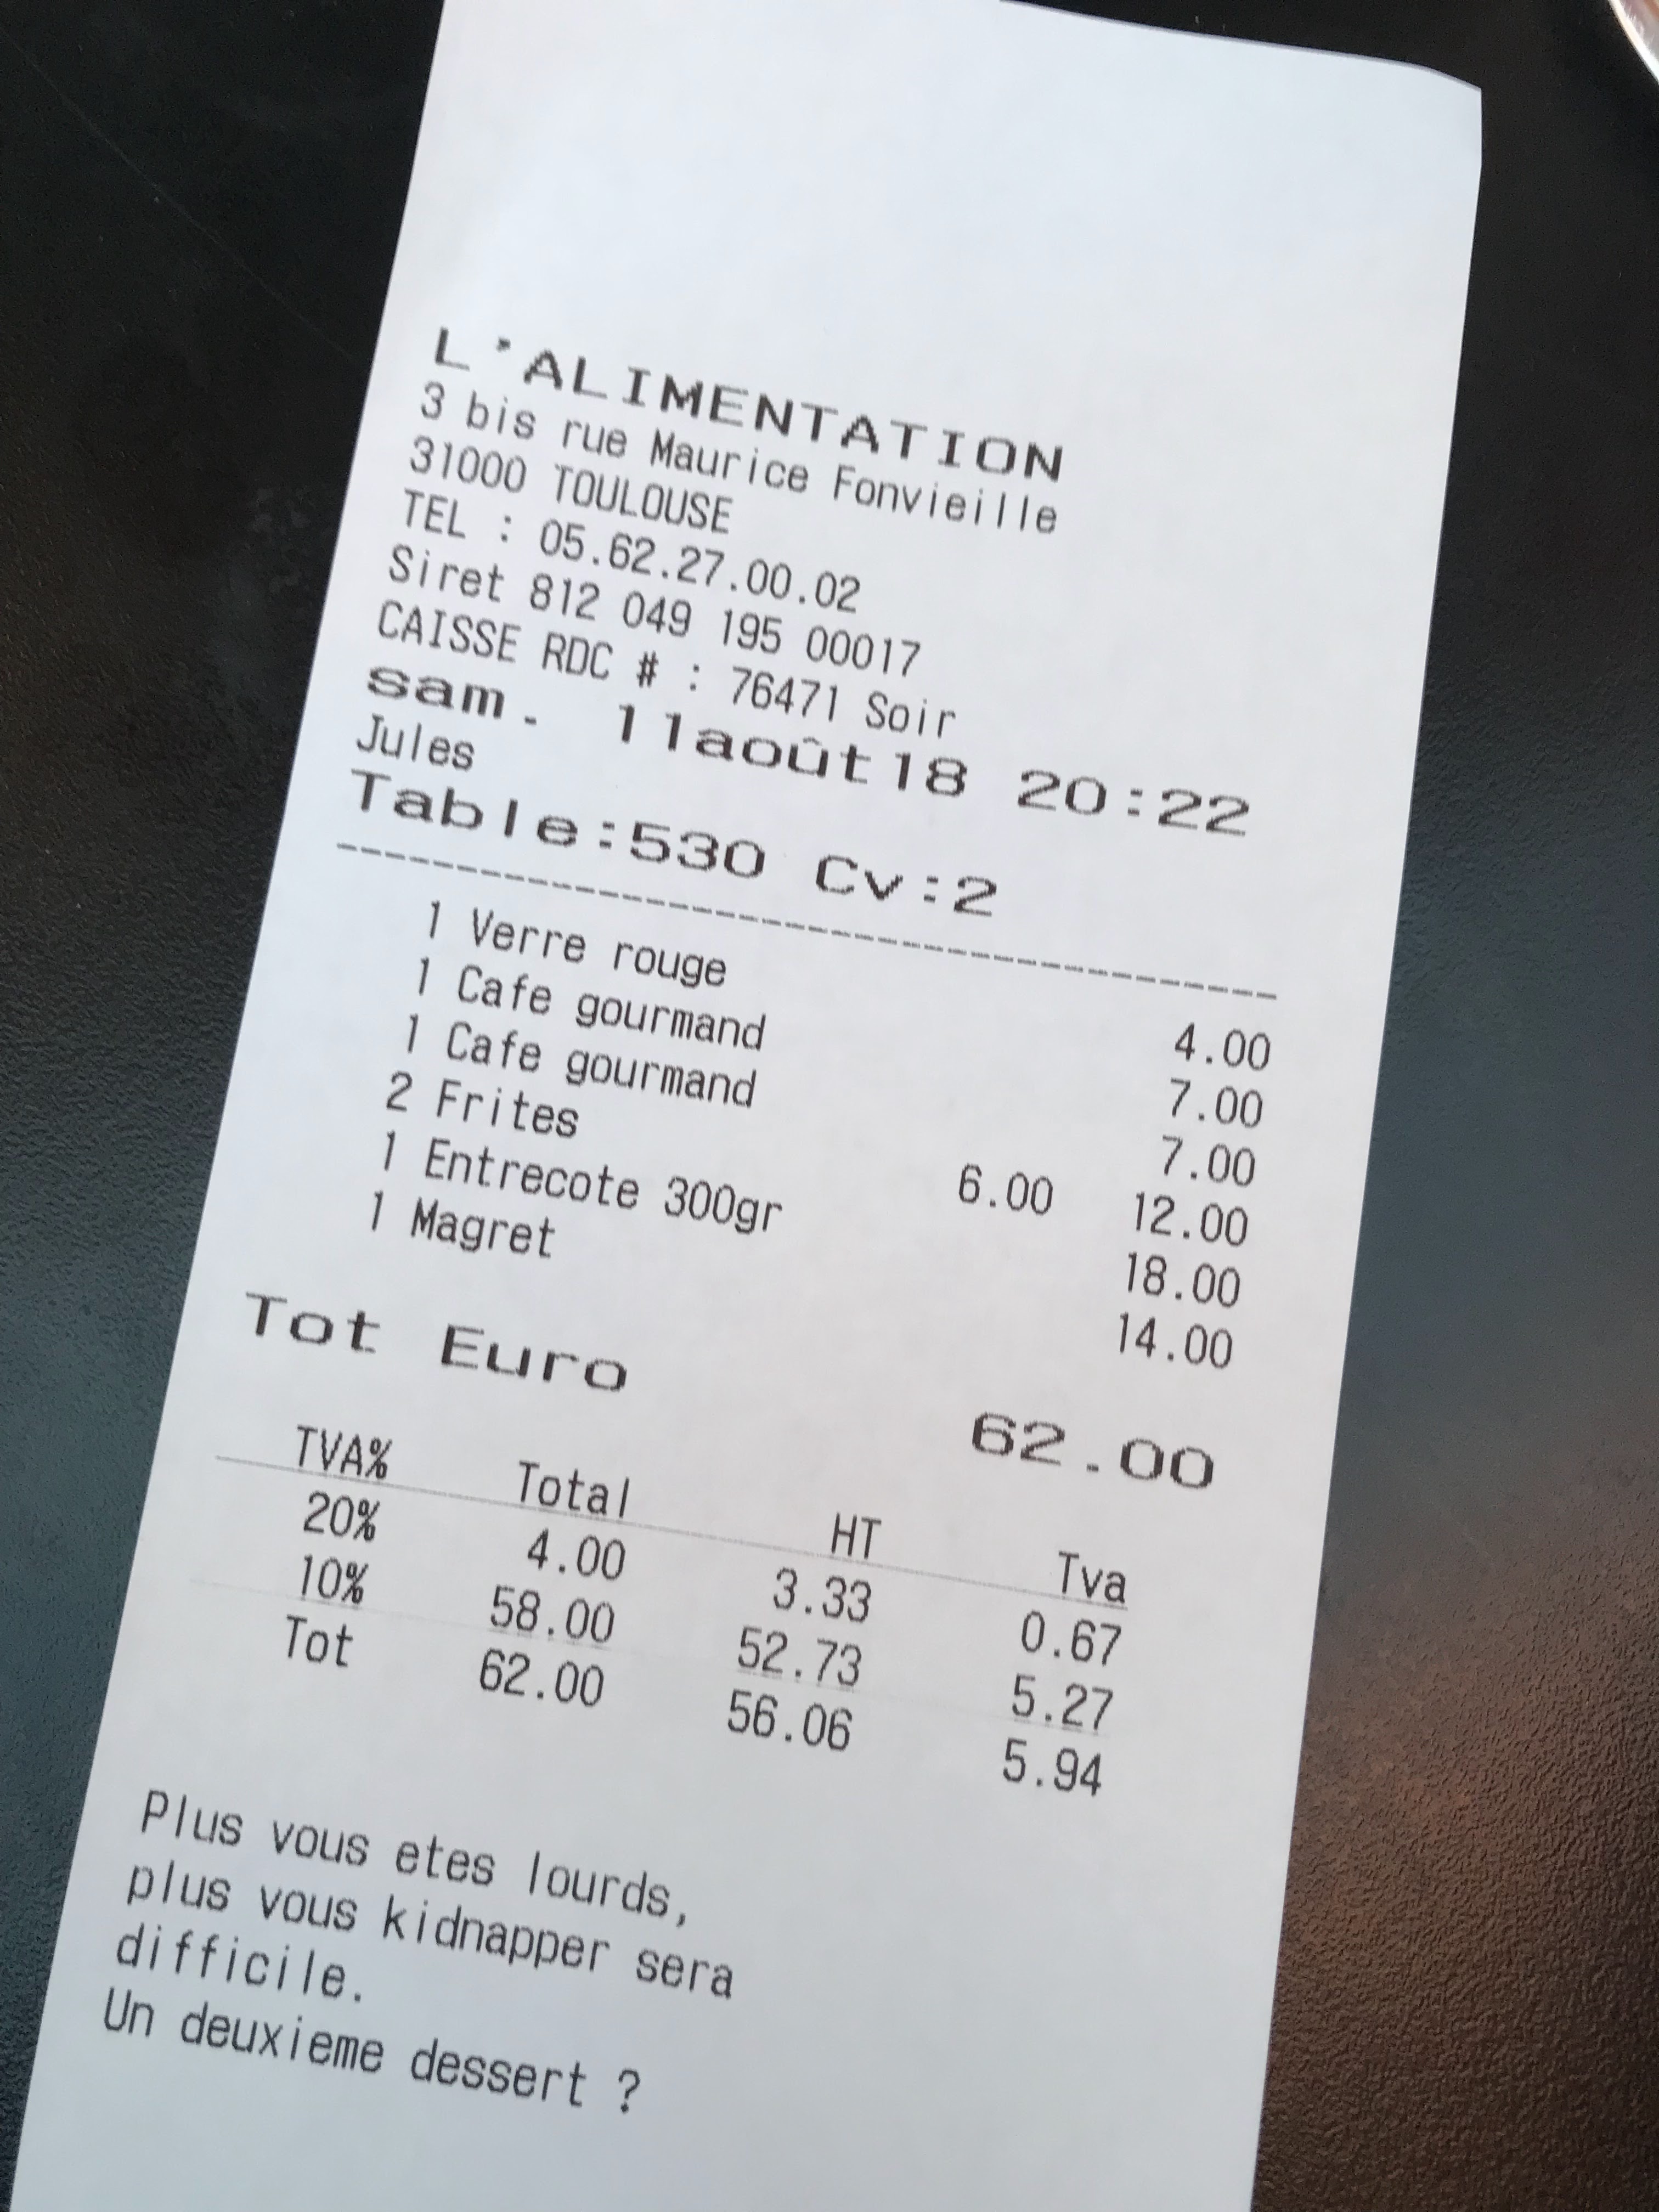 L'ALIMENTATION
3 bis rue Maurice Fonvieille
31000 TOULOUSE
TEL : 05.62.27.00.02
Siret 812 049 195 00017
CAISSE RDC # : 76471 Soir
sam. 11août18 20:22
Jules
Table:530 Cv:2
------------------------------------------
1 Verre rouge 4.00
1 Cafe gourmand 7.00
1 Cafe gourmand 7.00
2 Frites 6.00 12.00
1 Entrecote 300gr 18.00
1 Magret 14.00
Tot Euro 62.00
TVA% Total HT Tva
20% 4.00 3.33 0.67
10% 58.00 52.73 5.27
Tot 62.00 56.06 5.94
Plus vous etes lourds,
plus vous kidnapper sera
difficile.
Un deuxieme dessert ?